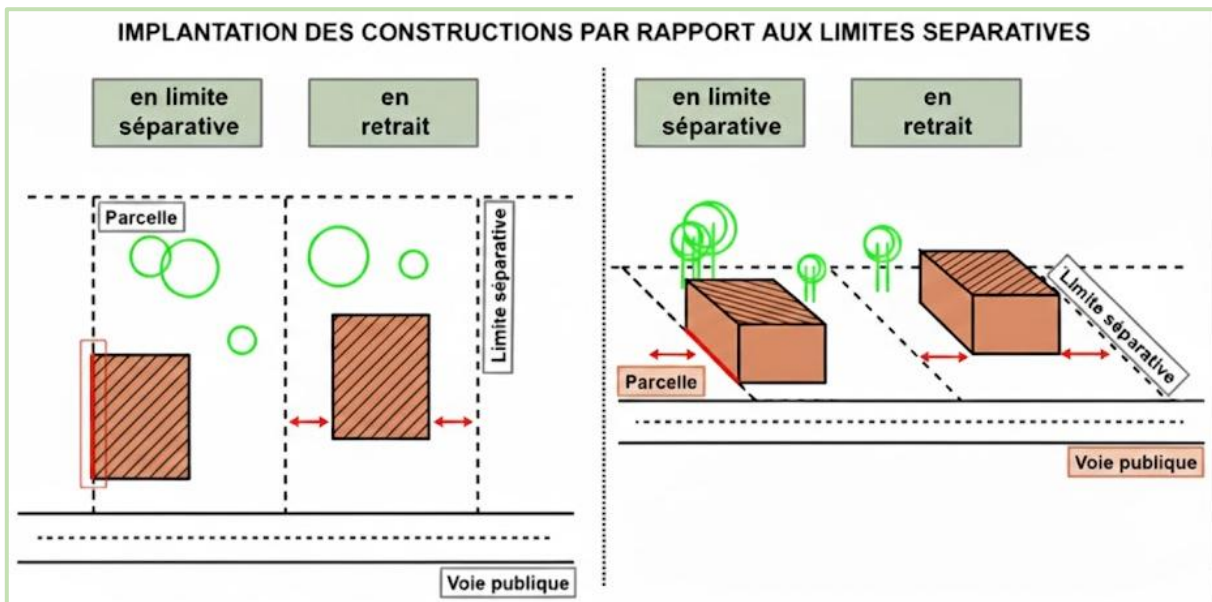 IMPLANTATION DES CONSTRUCTIONS PAR RAPPORT AUX LIMITES SEPARATIVES
en limite
séparative
en
retrait
Parcelle
Limite séparative
Voie publique
en limite
séparative
en
retrait
Limite séparative
Parcelle
Voie publique